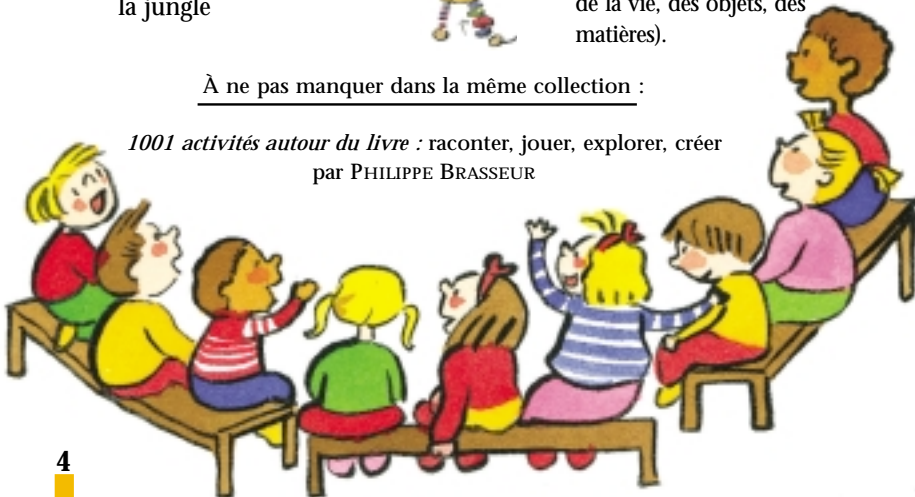 la jungle
de la vie, des objets, des
matières).
À ne pas manquer dans la même collection :
1001 activités autour du livre : raconter, jouer, explorer, créer
par PHILIPPE BRASSEUR
4